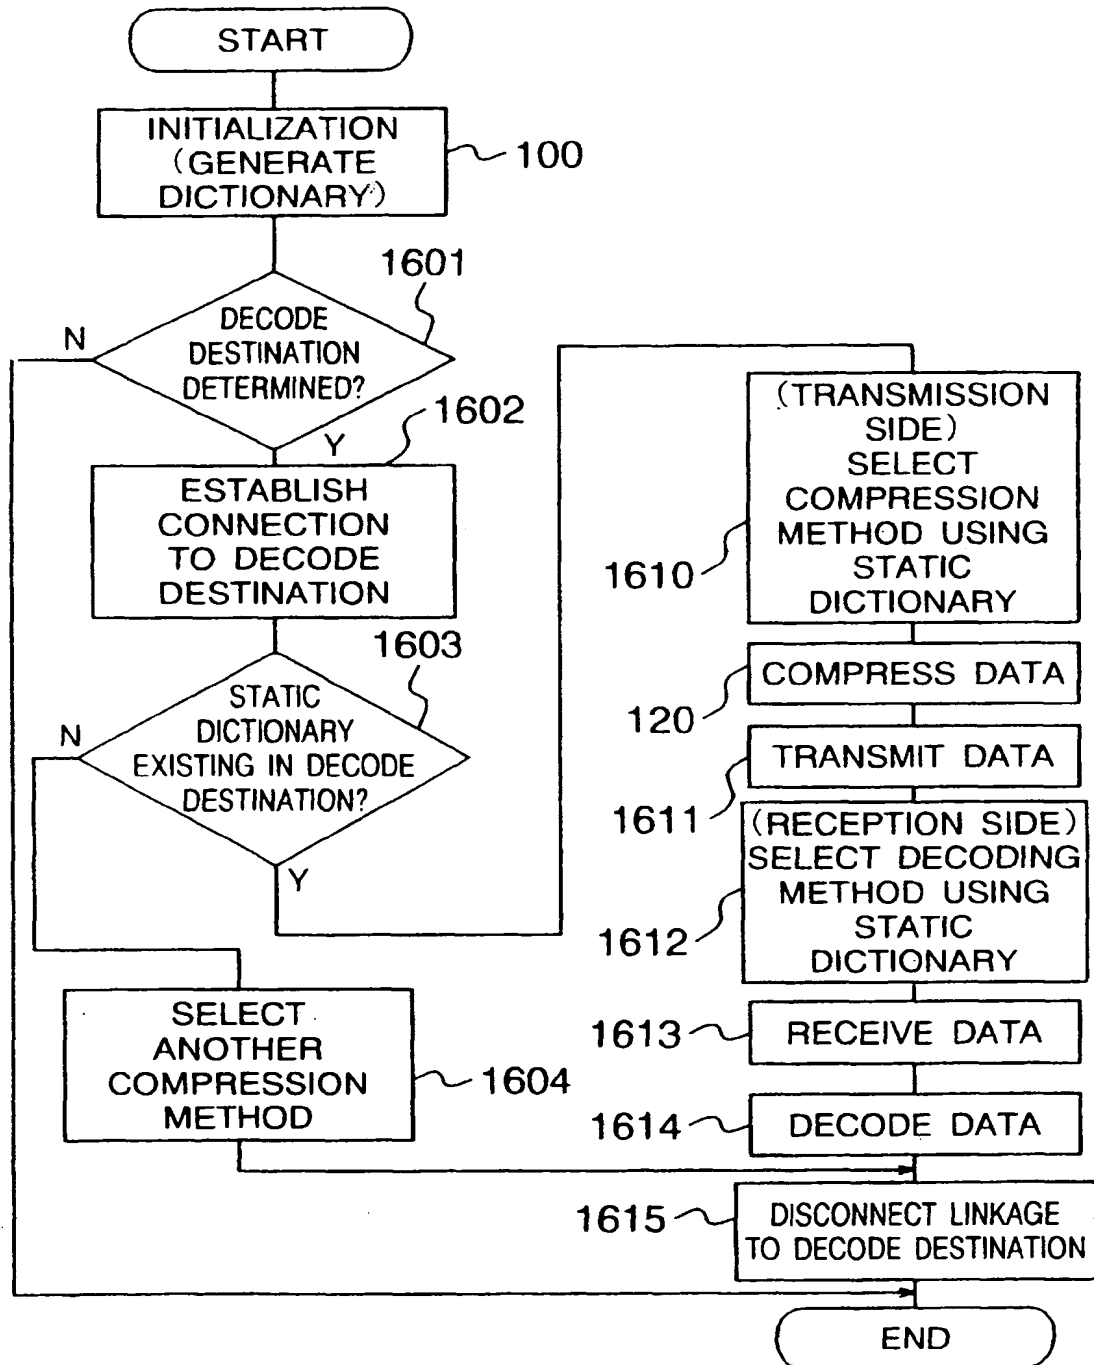 START
INITIALIZATION
(GENERATE
DICTIONARY)
100
1601
N
DECODE
DESTINATION
DETERMINED?
Y
1602
ESTABLISH
CONNECTION
TO DECODE
DESTINATION
1603
N
STATIC
DICTIONARY
EXISTING IN DECODE
DESTINATION?
Y
SELECT
ANOTHER
COMPRESSION
METHOD
1604
(TRANSMISSION
SIDE)
SELECT
COMPRESSION
METHOD USING
STATIC
DICTIONARY
1610
COMPRESS DATA
120
TRANSMIT DATA
1611
(RECEPTION SIDE)
SELECT DECODING
METHOD USING
STATIC
DICTIONARY
1612
1613
RECEIVE DATA
1614
DECODE DATA
1615
DISCONNECT LINKAGE
TO DECODE DESTINATION
END